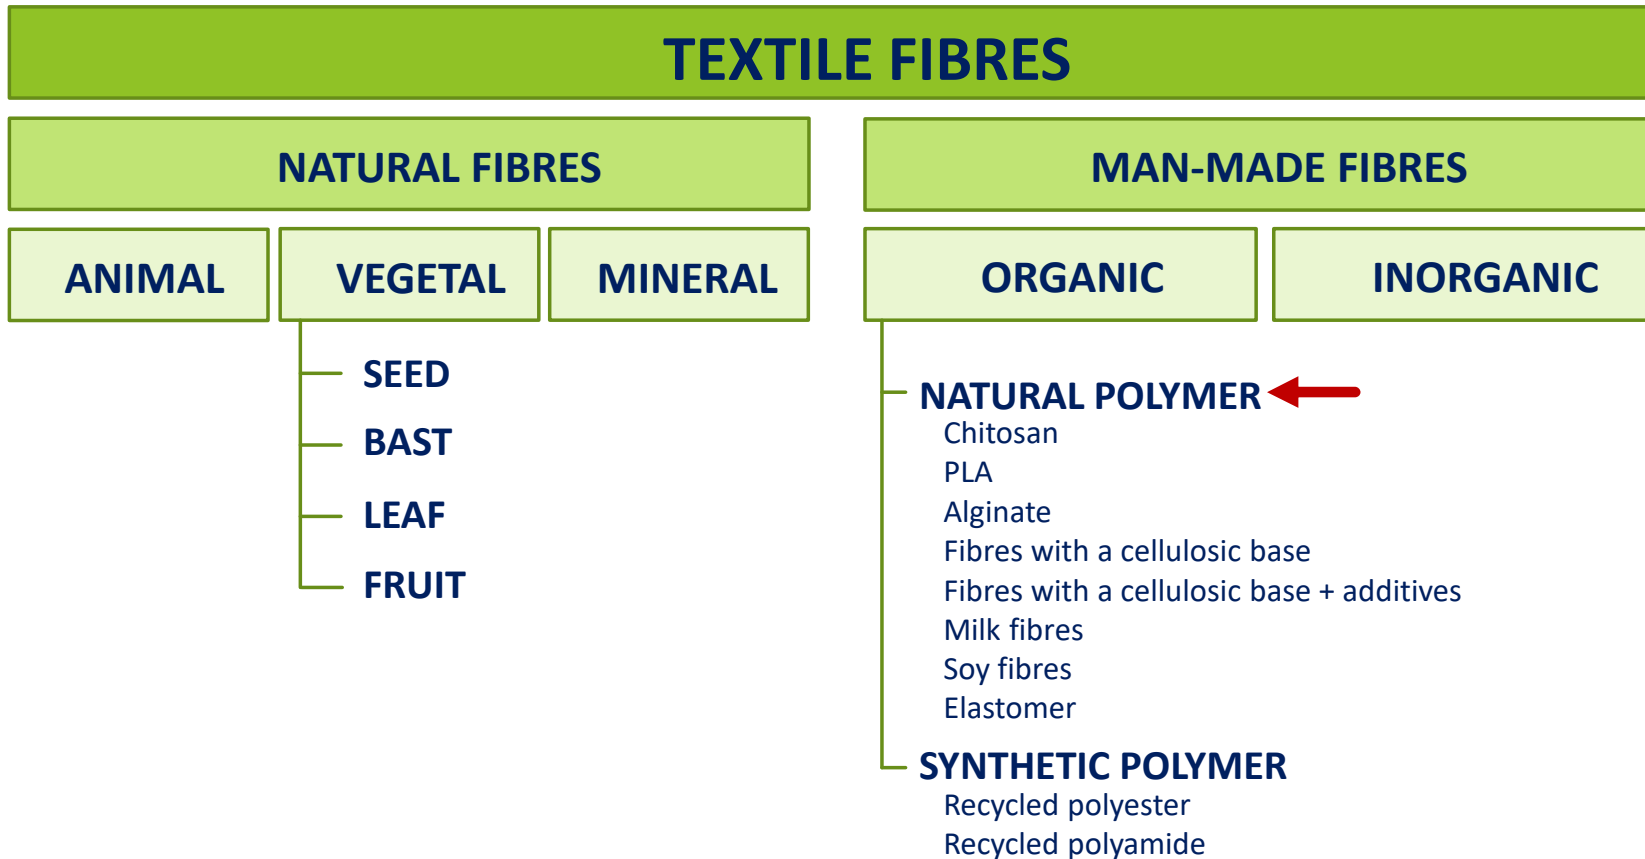 TEXTILE FIBRES
NATURAL FIBRES
MAN-MADE FIBRES
ANIMAL
VEGETAL
MINERAL
ORGANIC
INORGANIC
SEED
BAST
LEAF
FRUIT
NATURAL POLYMER
Chitosan
PLA
Alginate
Fibres with a cellulosic base
Fibres with a cellulosic base + additives
Milk fibres
Soy fibres
Elastomer
SYNTHETIC POLYMER
Recycled polyester
Recycled polyamide